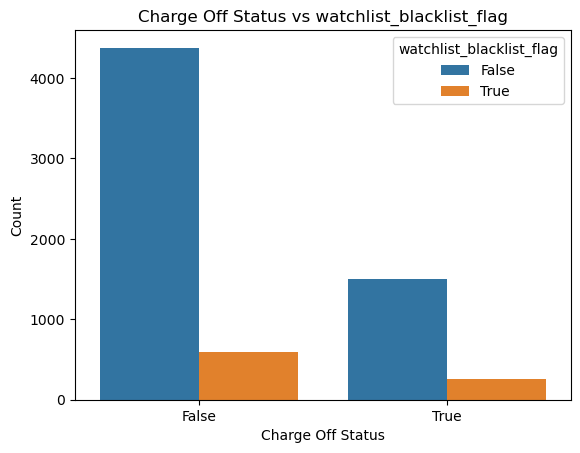 Charge Off Status vs watchlist_blacklist_flag
watchlist_blacklist_flag
False
True
4000
3000
2000
1000
0
Count
False
True
Charge Off Status